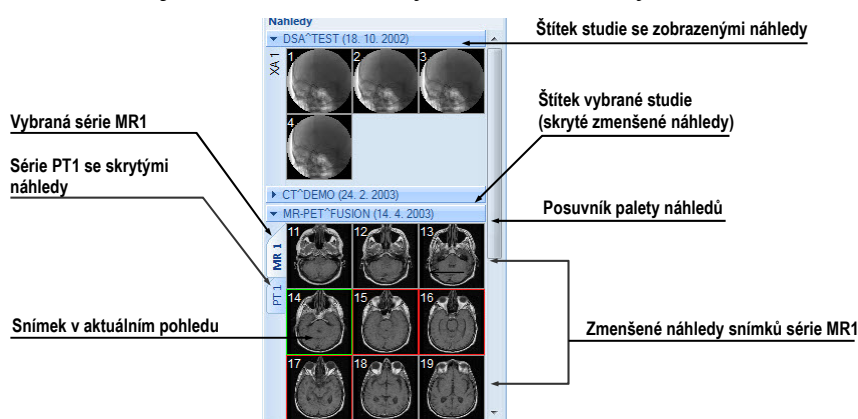 Náhledy
DSA^TEST (18. 10. 2002)
Štítek studie se zobrazenými náhledy
XA 1
1
2
3
4
Štítek vybrané studie
(skryté zmenšené náhledy)
Vybraná série MR1
Série PT1 se skrytými
náhledy
CT^DEMO (24. 2. 2003)
MR-PET^FUSION (14. 4. 2003)
Posuvník palety náhledů
MR 1
PT 1
11
12
13
14
15
16
Snímek v aktuálním pohledu
Zmenšené náhledy snímků série MR1
17
18
19